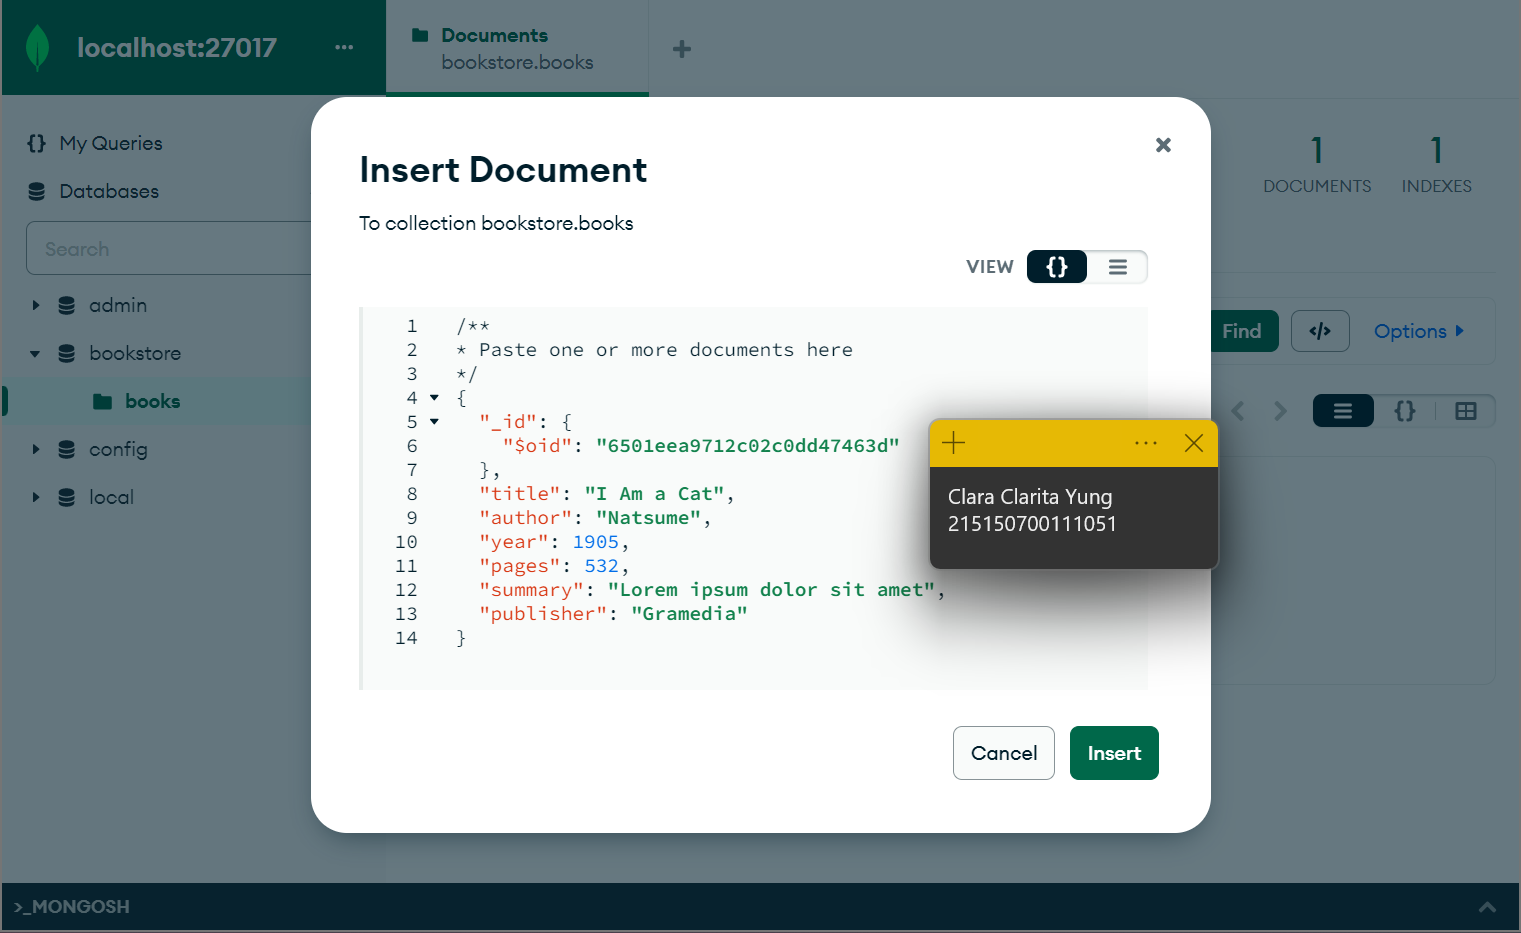 localhost:27017 ...
Documents
bookstore.books
{} My Queries
Databases
Search
admin
bookstore
books
config
local
1 1
DOCUMENTS INDEXES
Find </> Options
{}
Insert Document
To collection bookstore.books
VIEW {}
1 /**
2 * Paste one or more documents here
3 */
4 {
5 "_id": {
6 "$oid": "6501eea9712c02c0dd47463d"
7 },
8 "title": "I Am a Cat",
9 "author": "Natsume",
10 "year": 1905,
11 "pages": 532,
12 "summary": "Lorem ipsum dolor sit amet",
13 "publisher": "Gramedia"
14 }
Clara Clarita Yung
215150700111051
Cancel Insert
>_MONGOSH